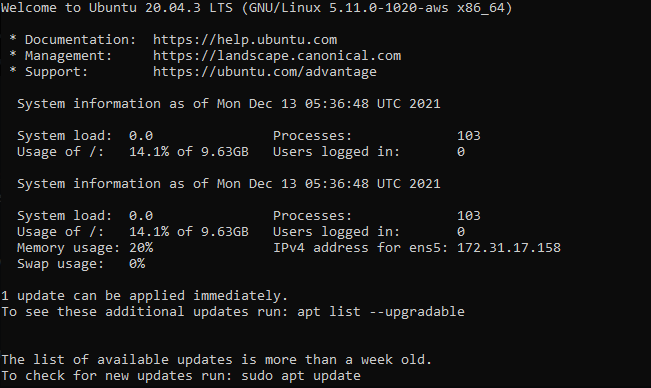 Welcome to Ubuntu 20.04.3 LTS (GNU/Linux 5.11.0-1020-aws x86_64)
* Documentation:  https://help.ubuntu.com
* Management:     https://landscape.canonical.com
* Support:        https://ubuntu.com/advantage
System information as of Mon Dec 13 05:36:48 UTC 2021
System load:  0.0               Processes:             103
Usage of /:   14.1% of 9.63GB   Users logged in:       0
System information as of Mon Dec 13 05:36:48 UTC 2021
System load:  0.0               Processes:             103
Usage of /:   14.1% of 9.63GB   Users logged in:       0
Memory usage: 20%               IPv4 address for ens5: 172.31.17.158
Swap usage:   0%
1 update can be applied immediately.
To see these additional updates run: apt list --upgradable
The list of available updates is more than a week old.
To check for new updates run: sudo apt update